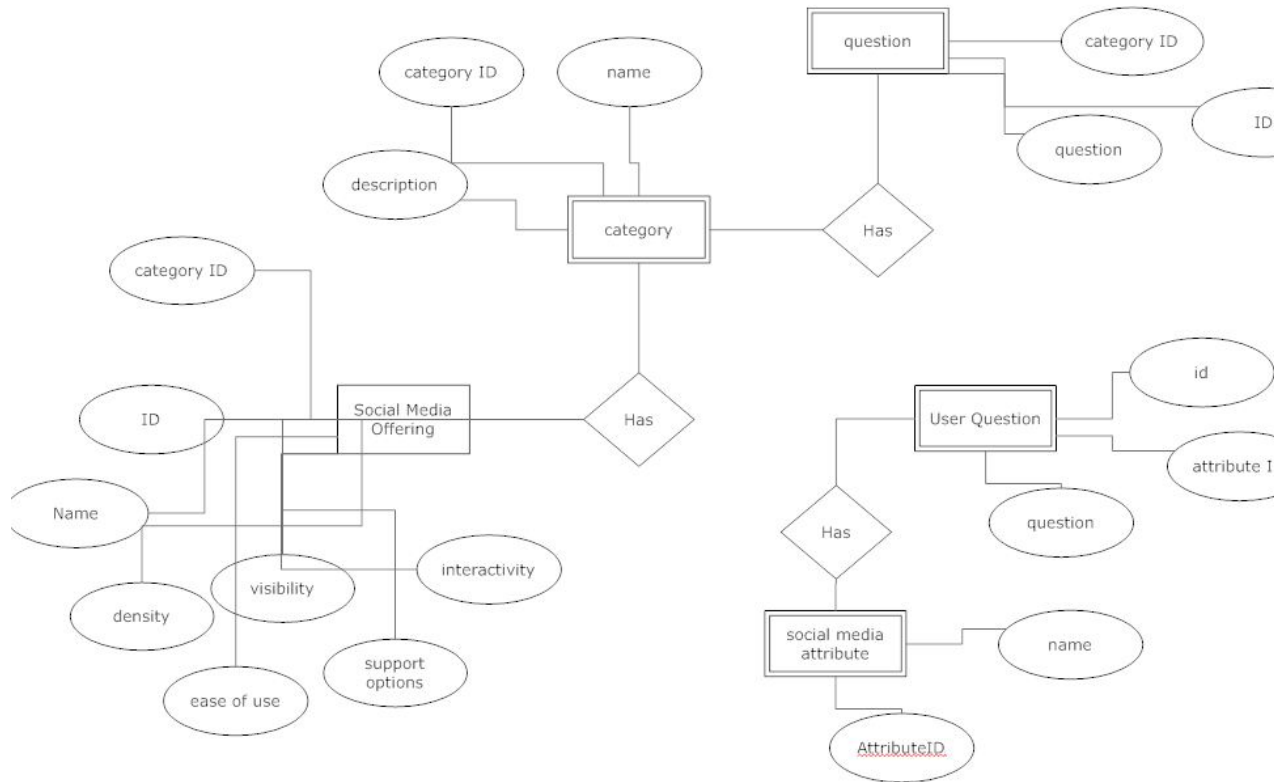 question
category ID
category ID
name
ID
question
description
category
Has
category ID
id
Social Media
Offering
ID
Has
User Question
attribute I
Name
question
Has
interactivity
visibility
density
social media
attribute
name
support
options
ease of use
AttributeID